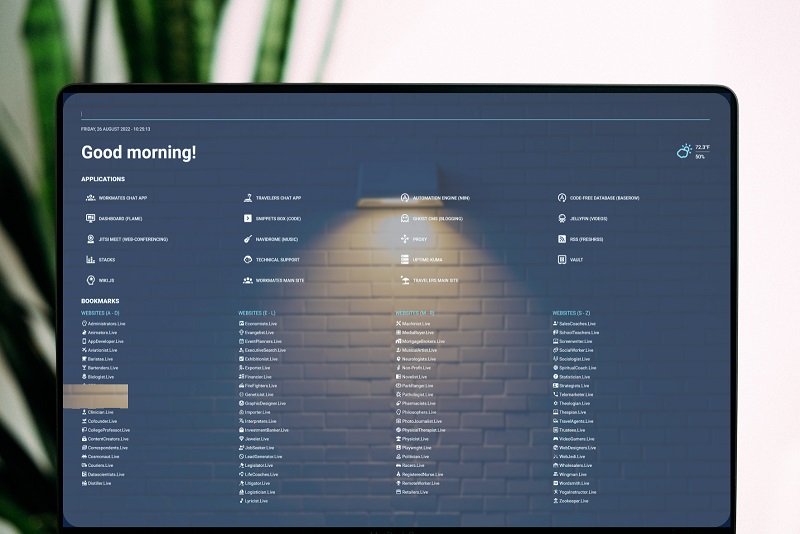 FRIDAY, 26 AUGUST 2022 - 10:25:13
Good morning!
72.3°F
50%
APPLICATIONS
WORKMATES CHAT APP
TRAVELERS CHAT APP
AUTOMATION ENGINE (N8N)
CODE-FREE DATABASE (BASEROW)
DASHBOARD (FLAME)
SNIPPETS BOX (CODE)
GHOST CMS (BLOGGING)
JELLYFIN (VIDEOS)
JITSI MEET (WEB-CONFERENCING)
NAVIDROME (MUSIC)
PROXY
RSS (FRESHRSS)
STACKS
TECHNICAL SUPPORT
UPTIME KUMA
VAULT
WIKI.JS
WORKMATES MAIN SITE
TRAVELERS MAIN SITE
BOOKMARKS
WEBSITES (A - D)
Administrators.Live
Animators.Live
AppDeveloper.Live
Aviationist.Live
Baristas.Live
Bartenders.Live
Biologist.Live
Clinician.Live
Cofounder.Live
CollegeProfessor.Live
ContentCreators.Live
Correspondents.Live
Cosmonaut.Live
Couriers.Live
Datascientists.Live
Distiller.Live
WEBSITES (E - L)
Economists.Live
Evangelist.Live
EventPlanners.Live
ExecutiveSearch.Live
Exhibitionist.Live
Exporter.Live
Financier.Live
FireFighters.Live
Geneticist.Live
GraphicDesigner.Live
Importer.Live
Interpreters.Live
InvestmentBanker.Live
Jeweler.Live
JobSeeker.Live
LeadGenerator.Live
Legislator.Live
LifeCoaches.Live
Litigator.Live
Logistician.Live
Lyricist.Live
WEBSITES (M - R)
Machinist.Live
MediaBuyer.Live
MortgageBrokers.Live
MusicalArtist.Live
Neurologists.Live
Non-Profit.Live
Novelist.Live
ParkRanger.Live
Pathologist.Live
Pharmacists.Live
Philosophers.Live
PhotoJournalist.Live
PhysicalTherapist.Live
Physicist.Live
Playwright.Live
Politician.Live
Racers.Live
RegisteredNurse.Live
RemoteWorker.Live
Retailers.Live
WEBSITES (S - Z)
SalesCoaches.Live
SchoolTeachers.Live
Screenwriter.Live
SocialWorker.Live
Sociologist.Live
SpiritualCoach.Live
Statistician.Live
Strategists.Live
Telemarketer.Live
Theologian.Live
Thespian.Live
TravelAgents.Live
Trustees.Live
VideoGamers.Live
WebDesigners.Live
WebJedi.Live
Wholesalers.Live
Wingman.Live
Wordsmith.Live
YogaInstructor.Live
Zookeeper.Live